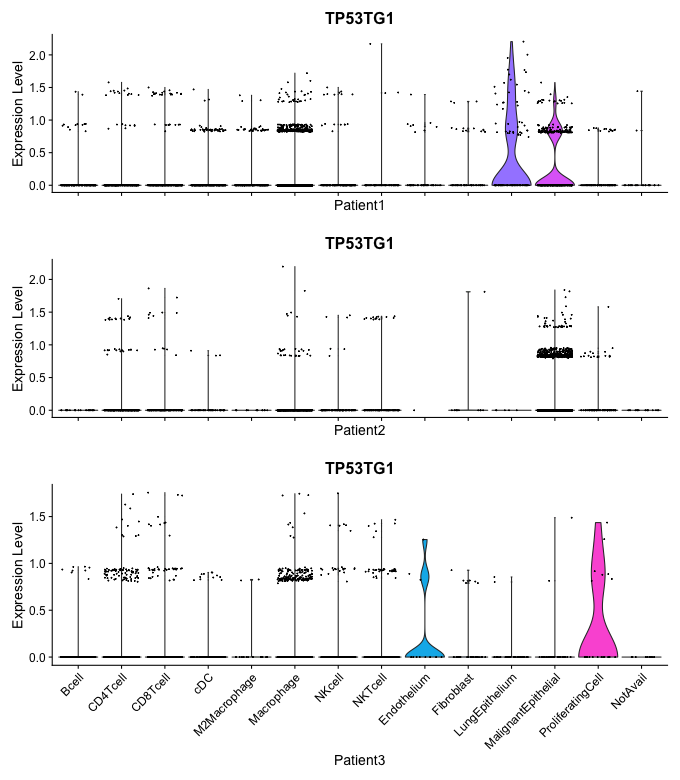 TP53TG1
Expression Level
2.0
1.5
1.0
0.5
0.0
Patient1
TP53TG1
Expression Level
2.0
1.5
1.0
0.5
0.0
Patient2
TP53TG1
Expression Level
1.5
1.0
0.5
0.0
Bcell
CD4Tcell
CD8Tcell
cDC
M2Macrophage
Macrophage
NKcell
NKTcell
Endothelium
Fibroblast
LungEpithelium
MalignantEpithelial
ProliferatingCell
NotAvail
Patient3